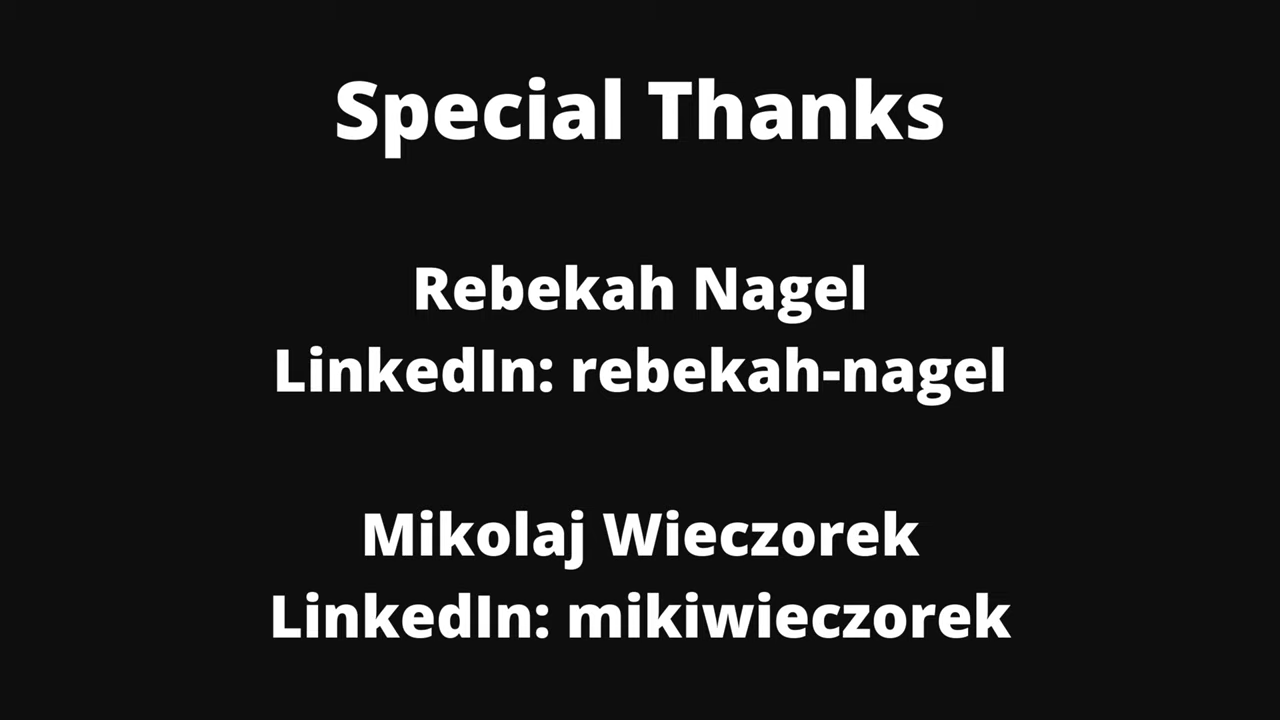 Special Thanks
Rebekah Nagel
LinkedIn: rebekah-nagel
Mikolaj Wieczorek
LinkedIn: mikiwieczorek